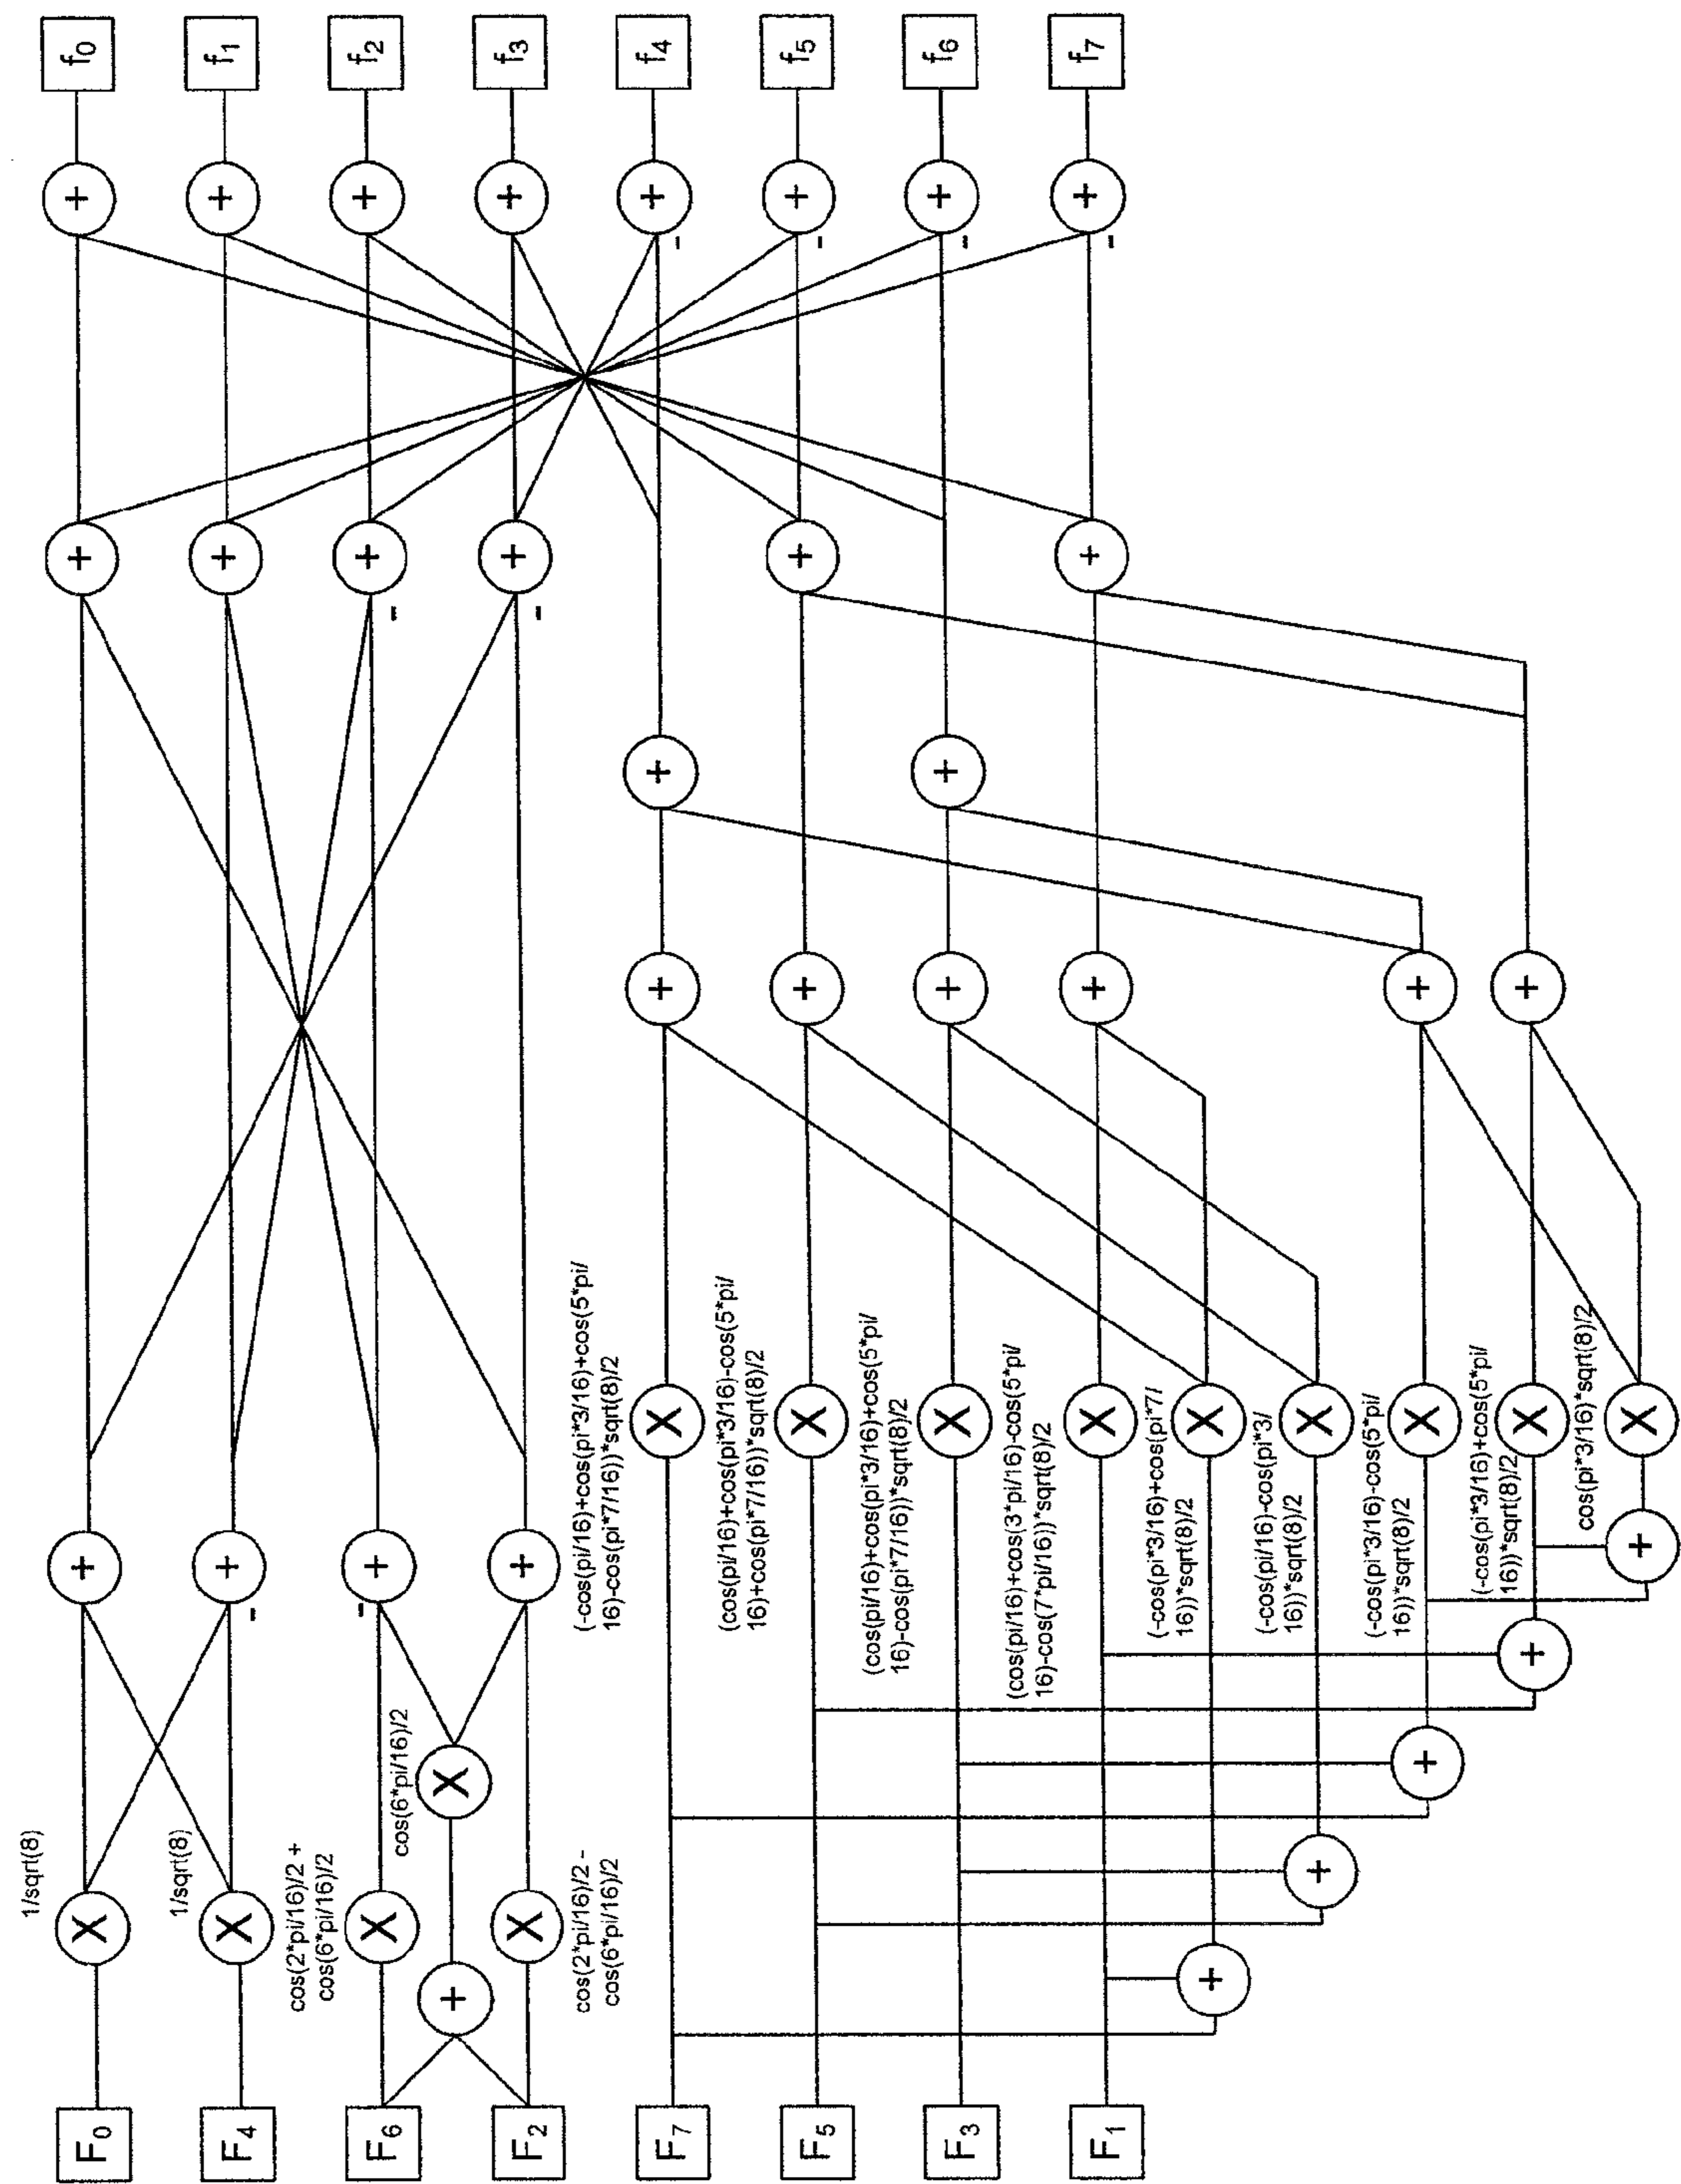 1/sqrt(8)
F₀ X + + + f₀
1/sqrt(8)
F₄ X + + + f₁
-
cos(2*pi/16)/2 +
cos(6*pi/16)/2
-
F₆ X + + + f₂
-
cos(6*pi/16)/2
+ X
F₂ X + + + f₃
-
cos(2*pi/16)/2 -
cos(6*pi/16)/2
(-cos(pi/16)+cos(pi*3/16)+cos(5*pi/
16)-cos(pi*7/16))*sqrt(8)/2
F₇ X + + + f₄
-
(cos(pi/16)+cos(pi*3/16)-cos(5*pi/
16)+cos(pi*7/16))*sqrt(8)/2
F₅ X + + + f₅
-
(cos(pi/16)+cos(pi*3/16)+cos(5*pi/
16)-cos(pi*7/16))*sqrt(8)/2
F₃ X + + + f₆
-
(cos(pi/16)+cos(3*pi/16)-cos(5*pi/
16)-cos(7*pi/16))*sqrt(8)/2
F₁ X + + + f₇
-
(-cos(pi*3/16)+cos(pi*7/
16))*sqrt(8)/2
+ X
(-cos(pi/16)-cos(pi*3/
16))*sqrt(8)/2
+ X
(-cos(pi*3/16)-cos(5*pi/
16))*sqrt(8)/2
+ X +
(-cos(pi*3/16)+cos(5*pi/
16))*sqrt(8)/2
+ X +
cos(pi*3/16)*sqrt(8)/2
+ X